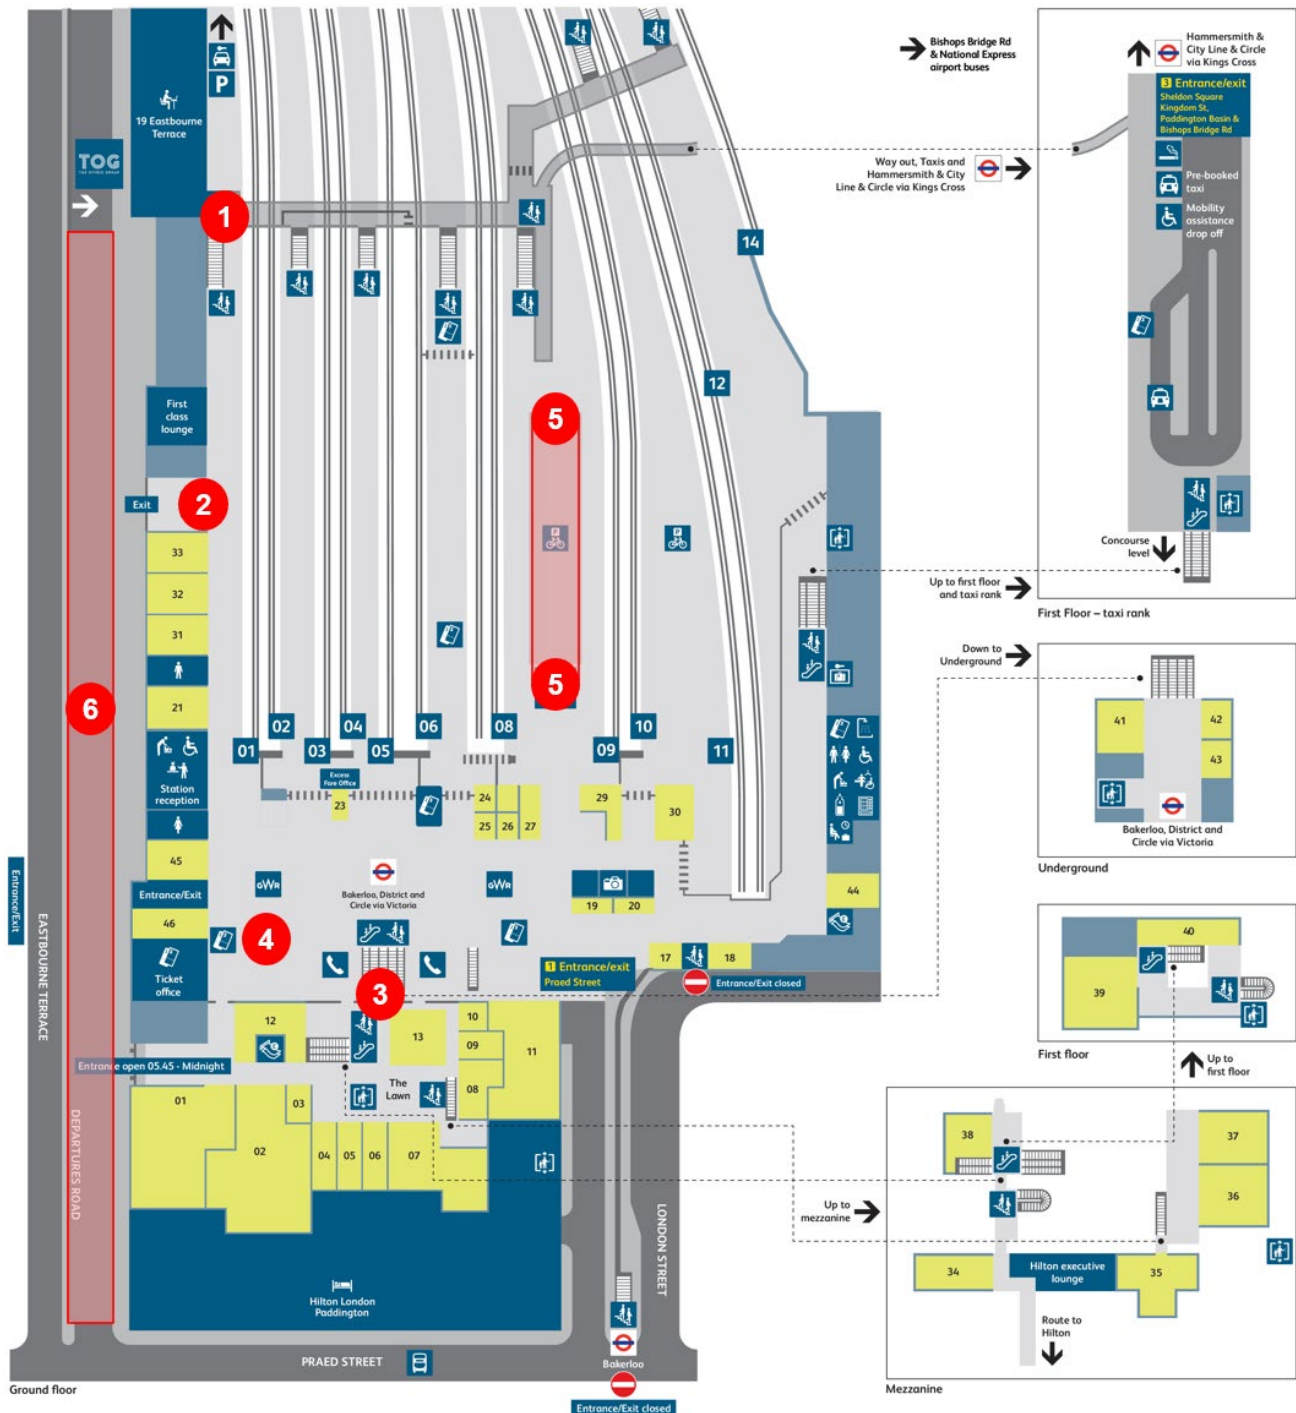 19 Eastbourne
Terrace
P
TOG
THE OFFICE GROUP
1
First
class
lounge
Exit
2
33
32
31
21
Station
reception
45
Entrance/Exit
46
Ticket
office
4
6
Entrance/Exit
EASTBOURNE TERRACE
DEPARTURES ROAD
5
P
P
5
14
12
01
02
03
04
05
06
08
09
10
11
Excess
Fare Office
23
24
25
26
27
29
30
GWR
Bakerloo, District and
Circle via Victoria
GWR
19
20
44
17
18
1 Entrance/exit
Praed Street
Entrance/Exit closed
3
12
13
10
09
08
11
Entrance open 05.45 - Midnight
The
Lawn
01
02
03
04
05
06
07
Hilton London
Paddington
LONDON STREET
PRAED STREET
Bakerloo
Entrance/Exit closed
Ground floor
Bishops Bridge Rd
& National Express
airport buses
Way out, Taxis and
Hammersmith & City
Line & Circle via Kings Cross
Hammersmith &
City Line & Circle
via Kings Cross
3 Entrance/exit
Sheldon Square
Kingdom St,
Paddington Basin &
Bishops Bridge Rd
Pre-booked
taxi
Mobility
assistance
drop off
Concourse
level
Up to first floor
and taxi rank
First Floor – taxi rank
Down to
Underground
41
42
43
Bakerloo, District and
Circle via Victoria
Underground
40
39
First floor
Up to
first floor
38
37
36
Up to
mezzanine
34
Hilton executive
lounge
35
Route to
Hilton
Mezzanine